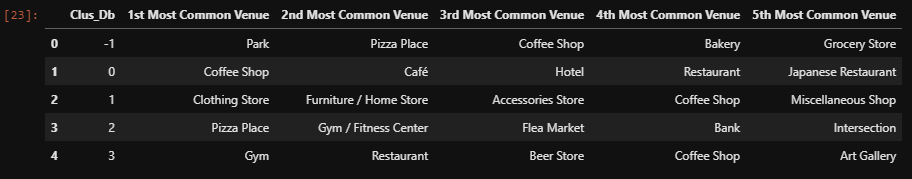 [23]: Clus_Db 1st Most Common Venue 2nd Most Common Venue 3rd Most Common Venue 4th Most Common Venue 5th Most Common Venue
0 -1 Park Pizza Place Coffee Shop Bakery Grocery Store
1 0 Coffee Shop Café Hotel Restaurant Japanese Restaurant
2 1 Clothing Store Furniture / Home Store Accessories Store Coffee Shop Miscellaneous Shop
3 2 Pizza Place Gym / Fitness Center Flea Market Bank Intersection
4 3 Gym Restaurant Beer Store Coffee Shop Art Gallery